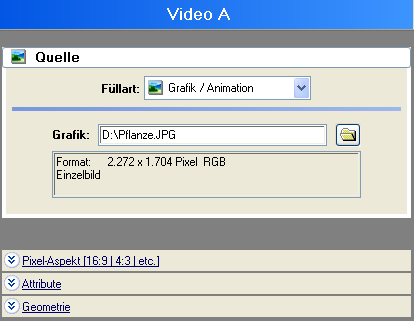 Video A
Quelle
Füllart: Grafik / Animation
Grafik: D:\Pflanze.JPG
Format: 2.272 x 1.704 Pixel RGB
Einzelbild
Pixel-Aspekt [16:9 | 4:3 | etc.]
Attribute
Geometrie